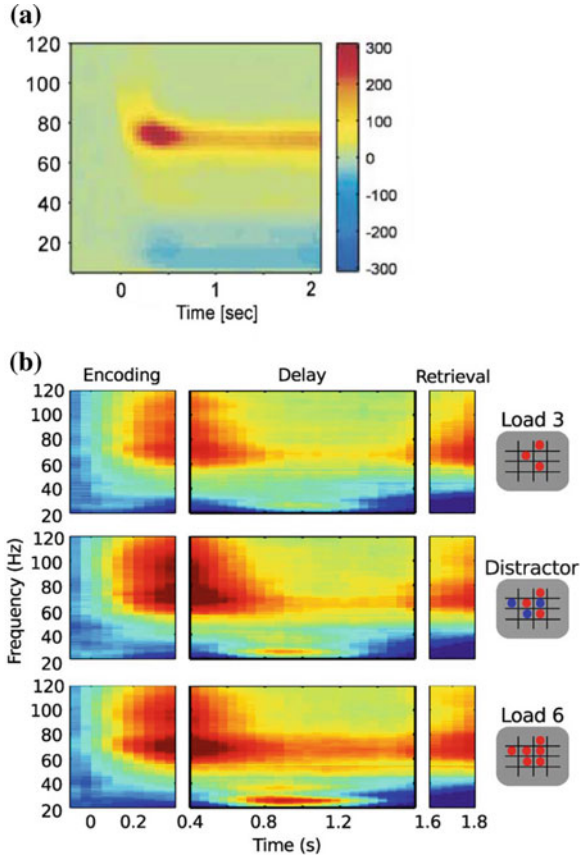 (a)
120
100
80
60
40
20
0 1 2
Time [sec]
300
200
100
0
-100
-200
-300
(b)
Encoding Delay Retrieval
Load 3
Distractor
Load 6
Frequency (Hz)
120
100
80
60
40
20
120
100
80
60
40
20
120
100
80
60
40
20
0 0.2 0.4 0.8 1.2 1.6 1.8
Time (s)